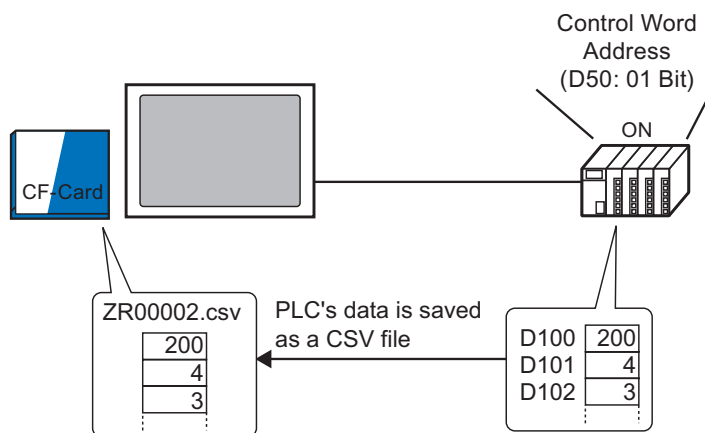 Control Word
Address
(D50: 01 Bit)
ON
CF-Card
ZR00002.csv
200
4
3
PLC's data is saved
as a CSV file
D100 200
D101 4
D102 3